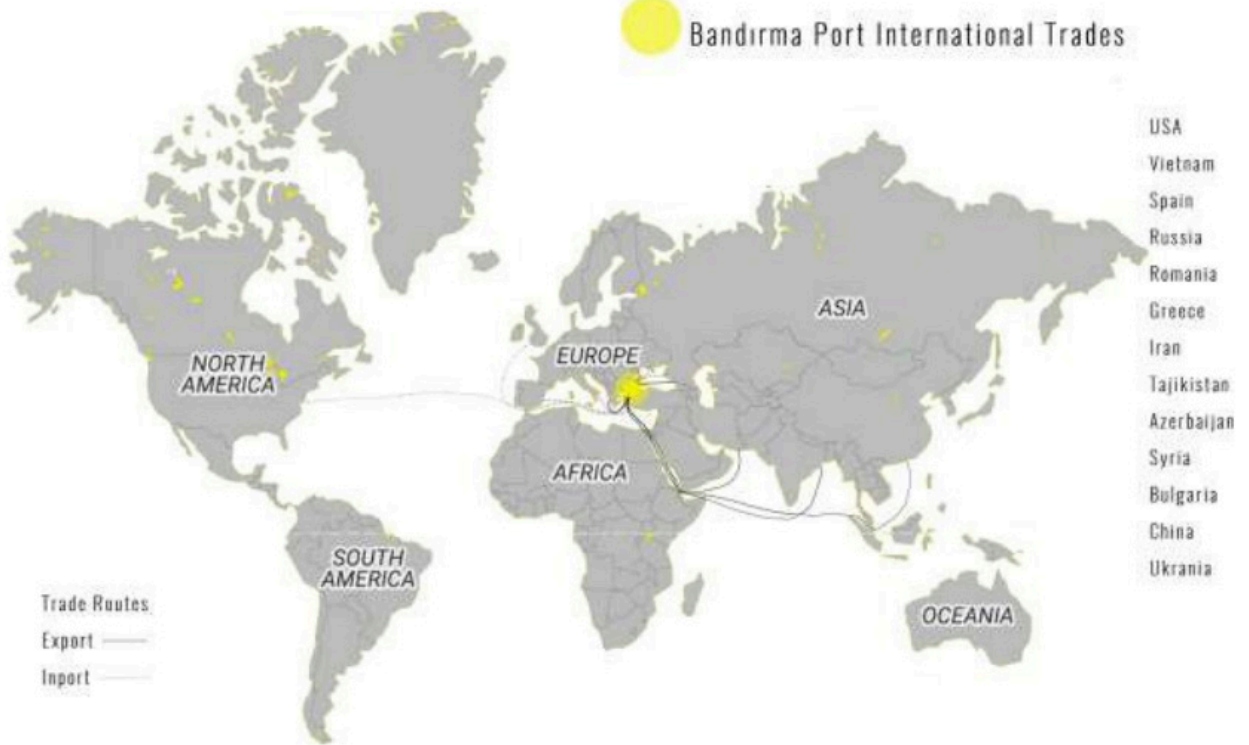 Bandırma Port International Trades
USA
Vietnam
Spain
Russia
Romania
Greece
Iran
Tajikistan
Azerbaijan
Syria
Bulgaria
China
Ukrania
NORTH
AMERICA
EUROPE
ASIA
AFRICA
SOUTH
AMERICA
OCEANIA
Trade Routes
Export
Inport